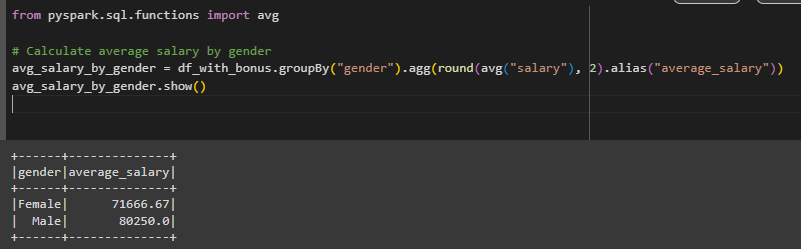 from pyspark.sql.functions import avg
# Calculate average salary by gender
avg_salary_by_gender = df_with_bonus.groupBy("gender").agg(round(avg("salary"), 2).alias("average_salary"))
avg_salary_by_gender.show()
+------+--------------+
|gender|average_salary|
+------+--------------+
|Female|      71666.67|
|  Male|       80250.0|
+------+--------------+